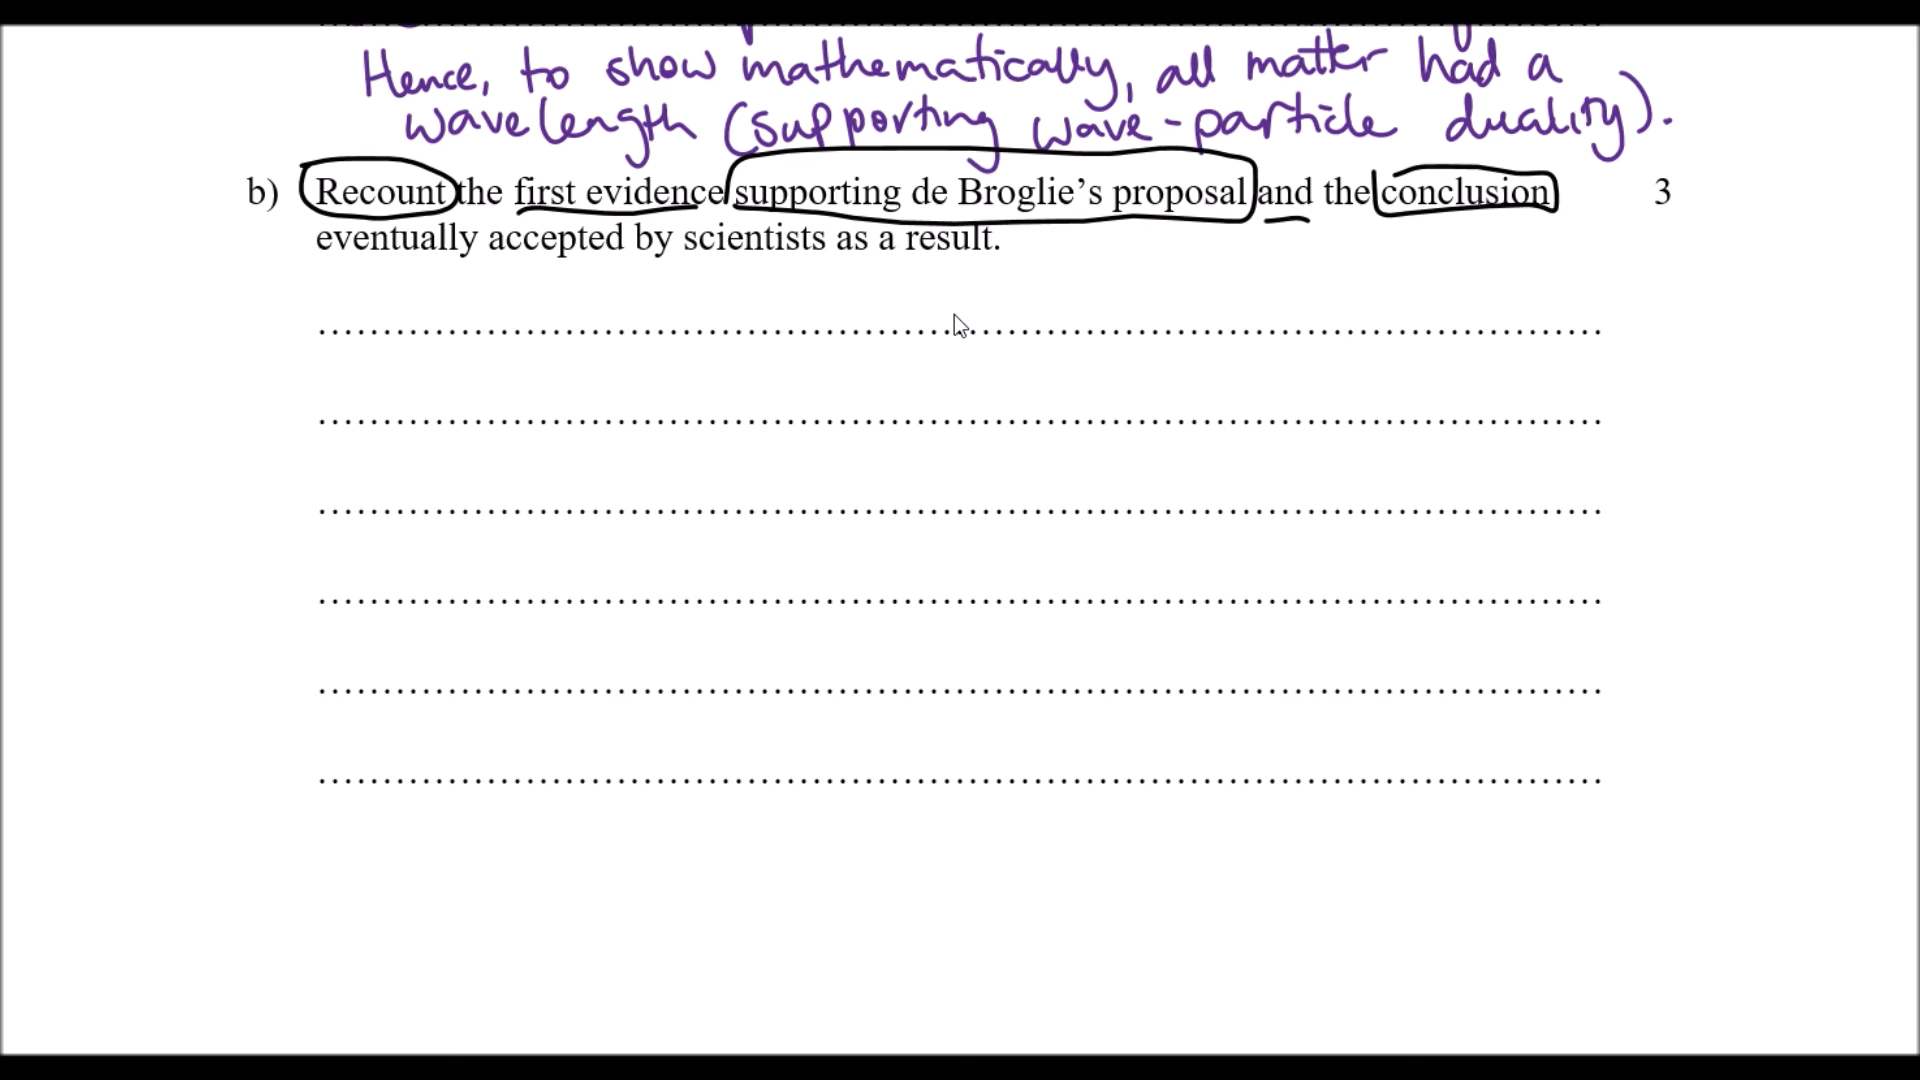 Hence, to show mathematically, all matter had a
wavelength (supporting wave-particle duality).
b) Recount the first evidence supporting de Broglie's proposal and the conclusion 3
eventually accepted by scientists as a result.